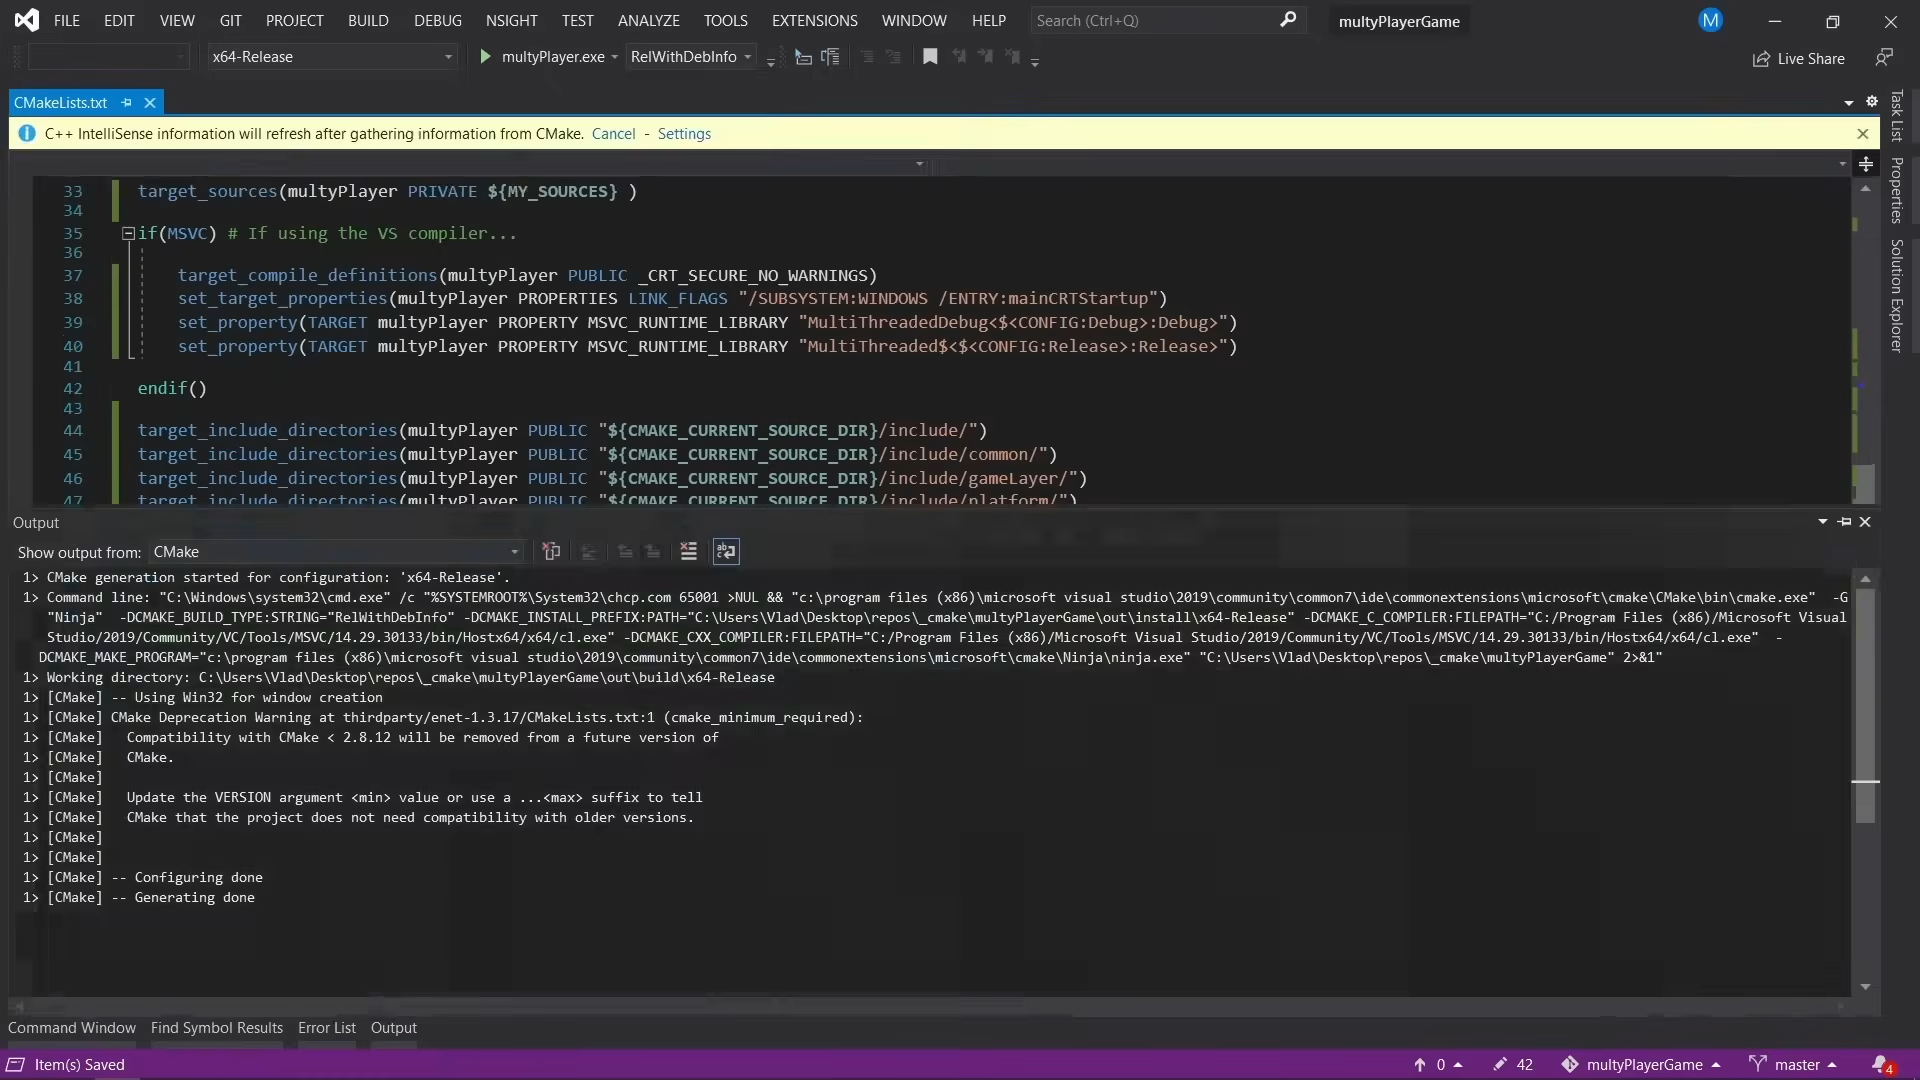 FILE EDIT VIEW GIT PROJECT BUILD DEBUG NSIGHT TEST ANALYZE TOOLS EXTENSIONS WINDOW HELP Search (Ctrl+Q) multyPlayerGame M
x64-Release multyPlayer.exe RelWithDebInfo Live Share
CMakeLists.txt
C++ IntelliSense information will refresh after gathering information from CMake. Cancel - Settings
33 target_sources(multyPlayer PRIVATE ${MY_SOURCES} )
34
35 if(MSVC) # If using the VS compiler...
36
37 target_compile_definitions(multyPlayer PUBLIC _CRT_SECURE_NO_WARNINGS)
38 set_target_properties(multyPlayer PROPERTIES LINK_FLAGS "/SUBSYSTEM:WINDOWS /ENTRY:mainCRTStartup")
39 set_property(TARGET multyPlayer PROPERTY MSVC_RUNTIME_LIBRARY "MultiThreadedDebug<$<CONFIG:Debug>:Debug>")
40 set_property(TARGET multyPlayer PROPERTY MSVC_RUNTIME_LIBRARY "MultiThreaded$<$<CONFIG:Release>:Release>")
41
42 endif()
43
44 target_include_directories(multyPlayer PUBLIC "${CMAKE_CURRENT_SOURCE_DIR}/include/")
45 target_include_directories(multyPlayer PUBLIC "${CMAKE_CURRENT_SOURCE_DIR}/include/common/")
46 target_include_directories(multyPlayer PUBLIC "${CMAKE_CURRENT_SOURCE_DIR}/include/gameLayer/")
47 target_include_directories(multyPlayer PUBLIC "${CMAKE_CURRENT_SOURCE_DIR}/include/platform/")
Task List
Properties
Solution Explorer
Output
Show output from: CMake
1> CMake generation started for configuration: 'x64-Release'.
1> Command line: "C:\Windows\system32\cmd.exe" /c "%SYSTEMROOT%\System32\chcp.com 65001 >NUL && "c:\program files (x86)\microsoft visual studio\2019\community\common7\ide\commonextensions\microsoft\cmake\CMake\bin\cmake.exe" -G
"Ninja" -DCMAKE_BUILD_TYPE:STRING="RelWithDebInfo" -DCMAKE_INSTALL_PREFIX:PATH="C:\Users\Vlad\Desktop\repos\_cmake\multyPlayerGame\out\install\x64-Release" -DCMAKE_C_COMPILER:FILEPATH="C:/Program Files (x86)/Microsoft Visual
Studio/2019/Community/VC/Tools/MSVC/14.29.30133/bin/Hostx64/x64/cl.exe" -DCMAKE_CXX_COMPILER:FILEPATH="C:/Program Files (x86)/Microsoft Visual Studio/2019/Community/VC/Tools/MSVC/14.29.30133/bin/Hostx64/x64/cl.exe" -
DCMAKE_MAKE_PROGRAM="c:\program files (x86)\microsoft visual studio\2019\community\common7\ide\commonextensions\microsoft\cmake\Ninja\ninja.exe" "C:\Users\Vlad\Desktop\repos\_cmake\multyPlayerGame" 2>&1"
1> Working directory: C:\Users\Vlad\Desktop\repos\_cmake\multyPlayerGame\out\build\x64-Release
1> [CMake] -- Using Win32 for window creation
1> [CMake] CMake Deprecation Warning at thirdparty/enet-1.3.17/CMakeLists.txt:1 (cmake_minimum_required):
1> [CMake] Compatibility with CMake < 2.8.12 will be removed from a future version of
1> [CMake] CMake.
1> [CMake]
1> [CMake] Update the VERSION argument <min> value or use a ...<max> suffix to tell
1> [CMake] CMake that the project does not need compatibility with older versions.
1> [CMake]
1> [CMake]
1> [CMake] -- Configuring done
1> [CMake] -- Generating done
Command Window Find Symbol Results Error List Output
Item(s) Saved 0 42 multyPlayerGame master 4